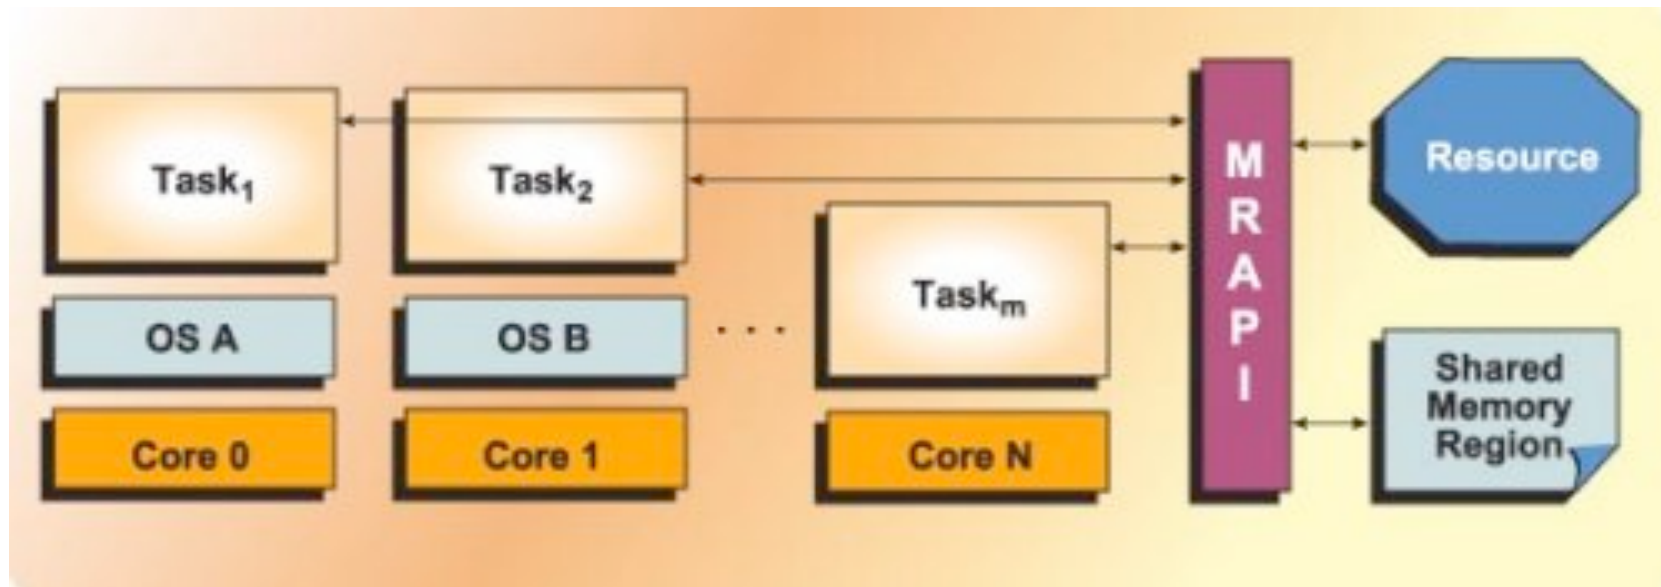 Task1
Task2
Taskm
OS A
OS B
. . .
Core 0
Core 1
Core N
M
R
A
P
I
Resource
Shared
Memory
Region